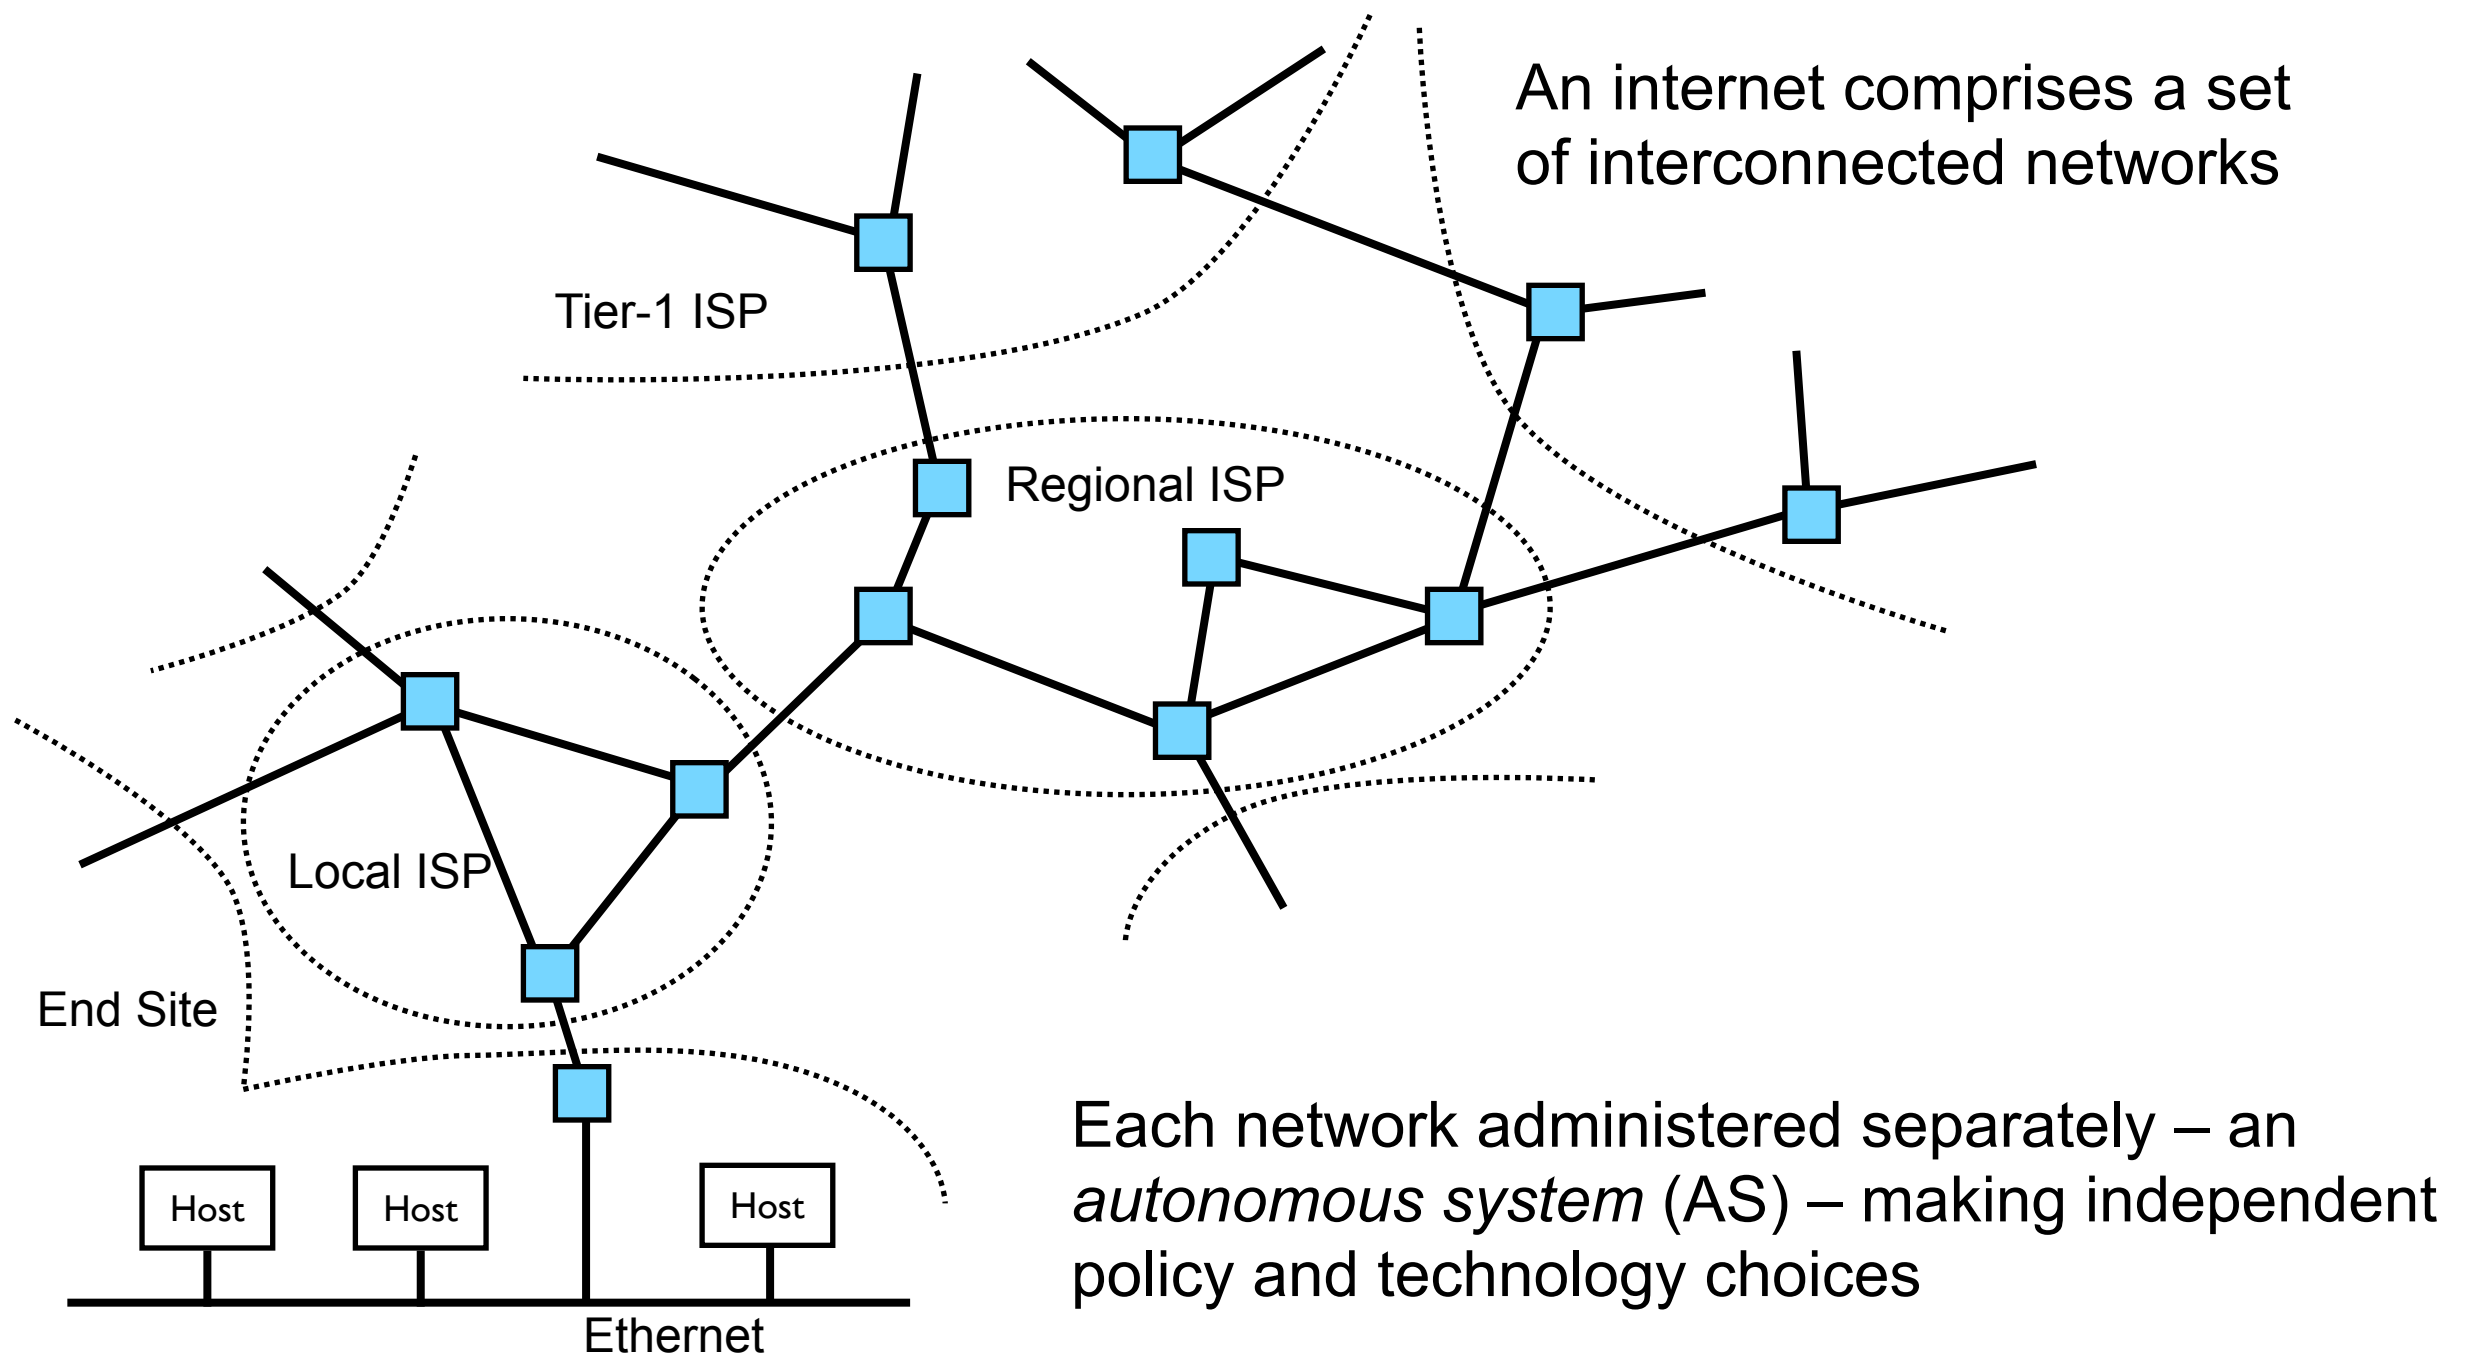 An internet comprises a set
of interconnected networks
Tier-1 ISP
Regional ISP
Local ISP
End Site
Each network administered separately – an
autonomous system (AS) – making independent
policy and technology choices
Host
Host
Host
Ethernet